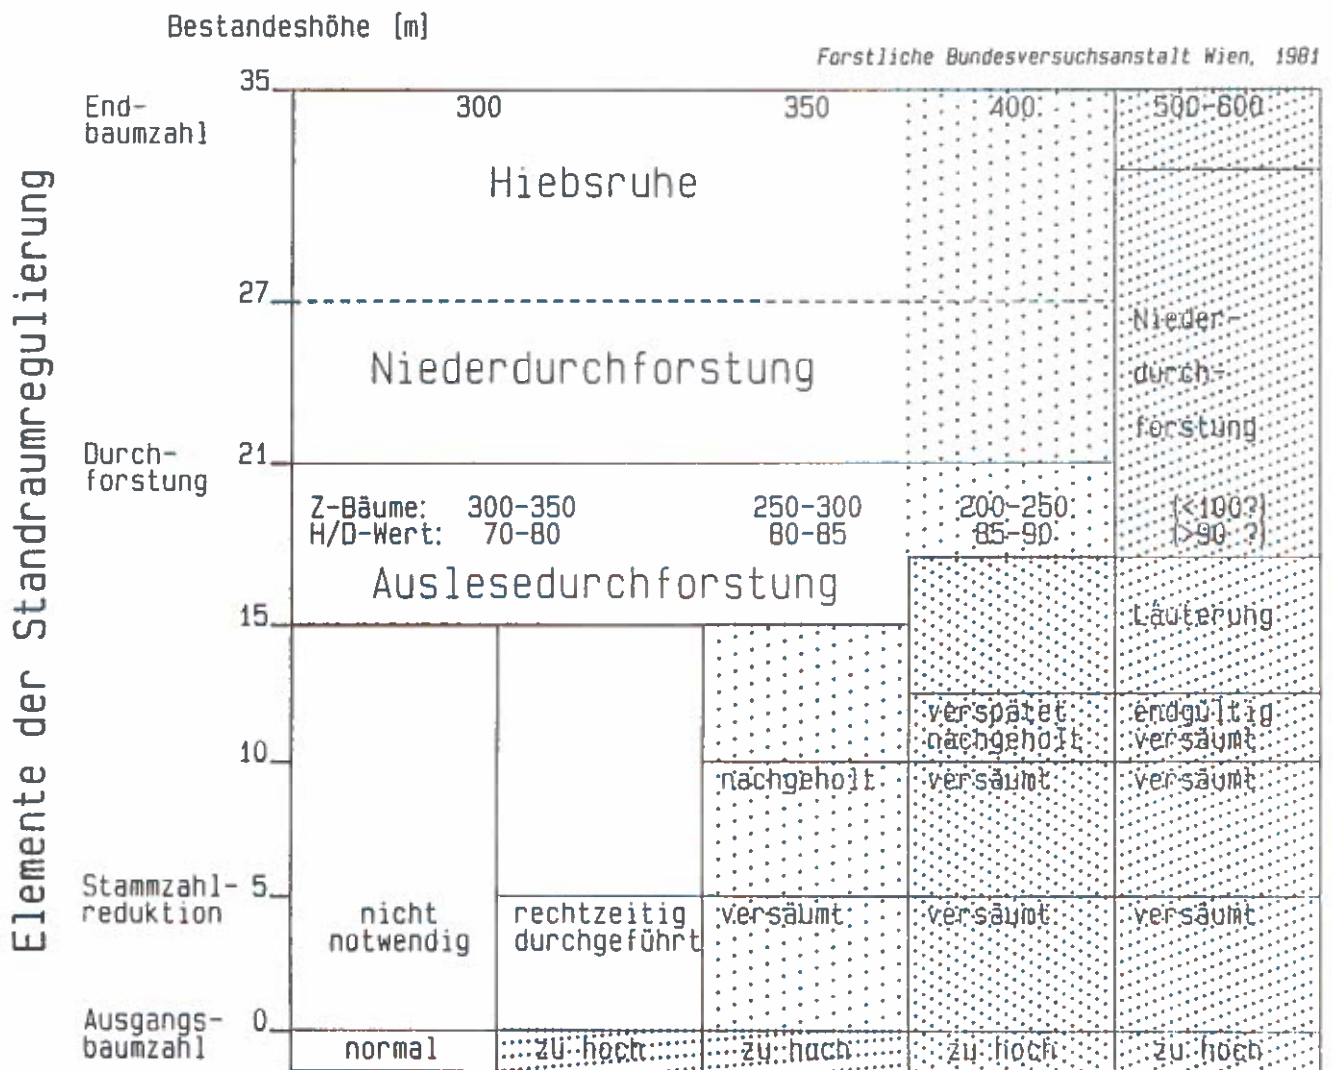 Bestandeshöhe [m]
Forstliche Bundesversuchsanstalt Wien, 1981
Elemente der Standraumregulierung
35
End-
baumzahl
300 350 400 500-600
Hiebsruhe
27
Nieder-
durch-
forstung
Niederdurchforstung
Durch-
forstung
21
Z-Bäume: 300-350 250-300 200-250 (<100?)
H/D-Wert: 70-80 80-85 85-90 (>90 ?)
Auslesedurchforstung
15
Läuterung
verspätet endgültig
nachgeholt versäumt
10
nachgeholt versäumt versäumt
Stammzahl-
reduktion
5
nicht rechtzeitig versäumt versäumt versäumt
notwendig durchgeführt
Ausgangs-
baumzahl
0
normal zu hoch zu hoch zu hoch zu hoch